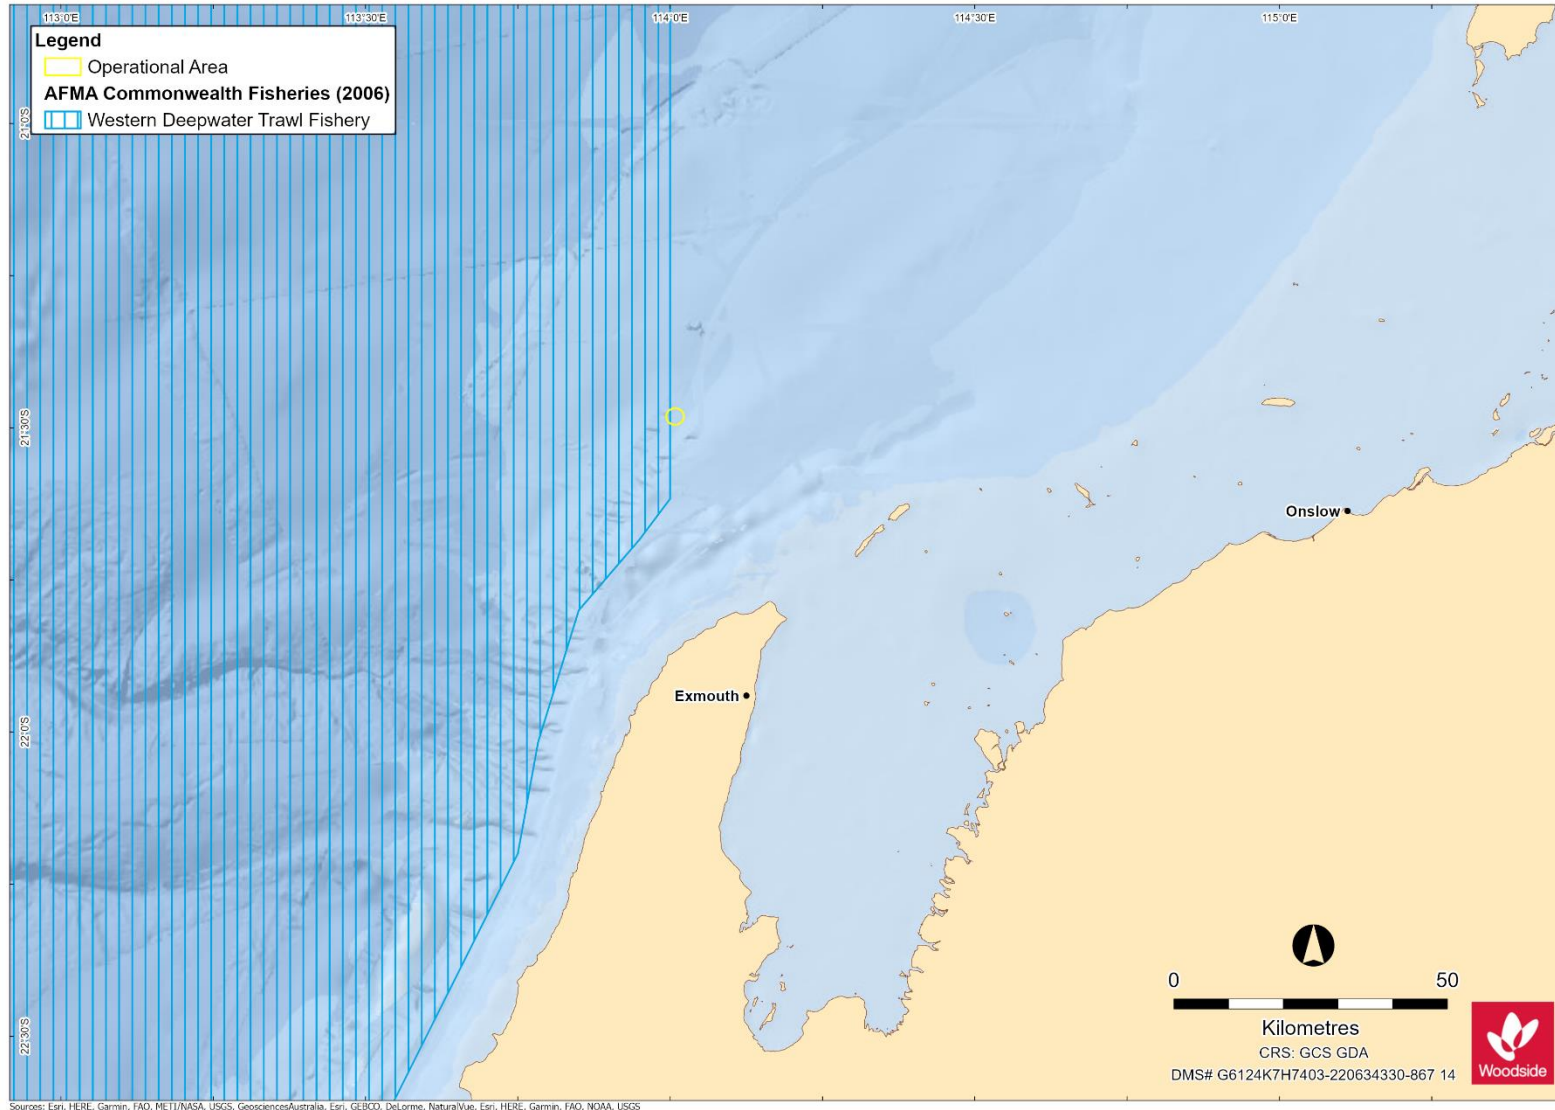 113°0'E
113°30'E
114°0'E
114°30'E
115°0'E
Legend
Operational Area
AFMA Commonwealth Fisheries (2006)
Western Deepwater Trawl Fishery
21°0'S
21°30'S
Onslow
Exmouth
22°0'S
22°30'S
0 50
Kilometres
CRS: GCS GDA
DMS# G6124K7H7403-220634330-867 14
Woodside
Sources: Esri, HERE, Garmin, FAO, METI/NASA, USGS, GeosciencesAustralia, Esri, GEBCO, DeLorme, NaturalVue, Esri, HERE, Garmin, FAO, NOAA, USGS